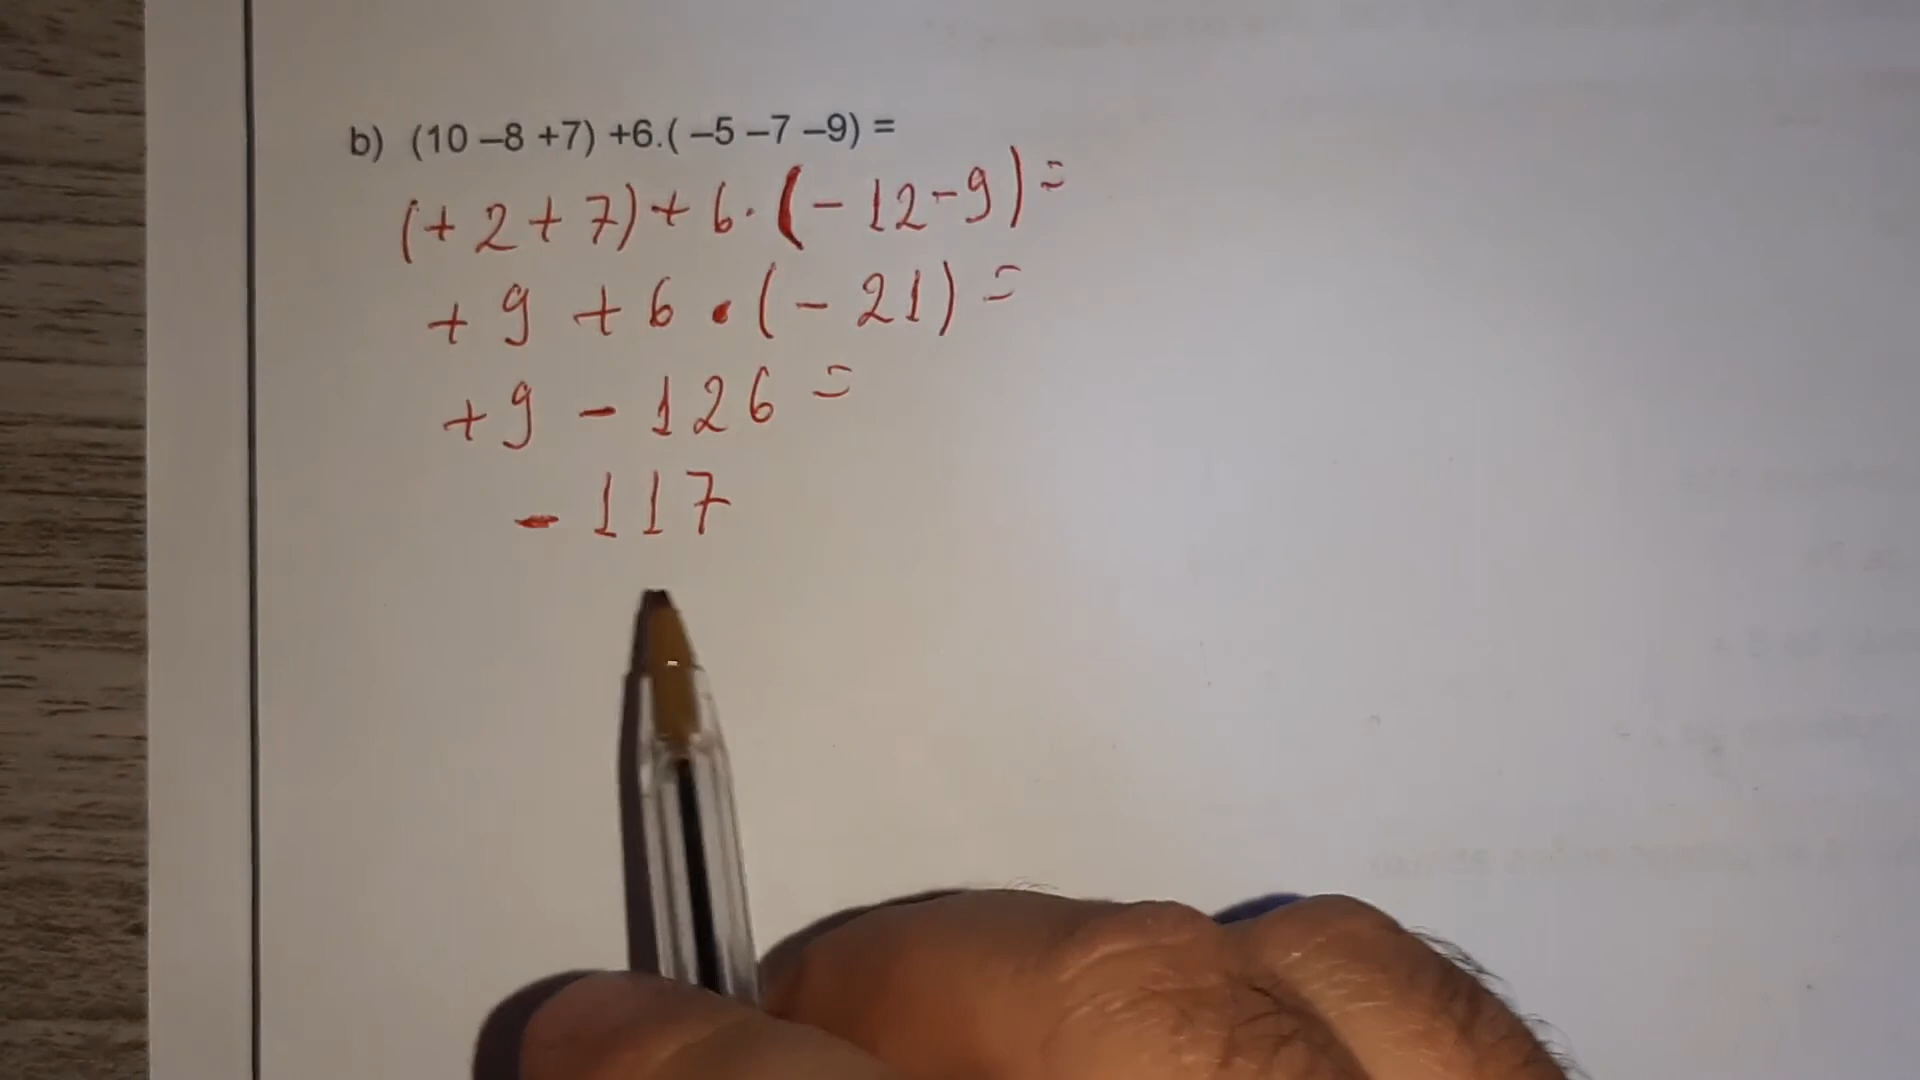 b) (10 –8 +7) +6.( –5 –7 –9) =
(+ 2 + 7) + 6 · (- 12 - 9) =
+ 9 + 6 · (- 21) =
+ 9 - 126 =
- 117